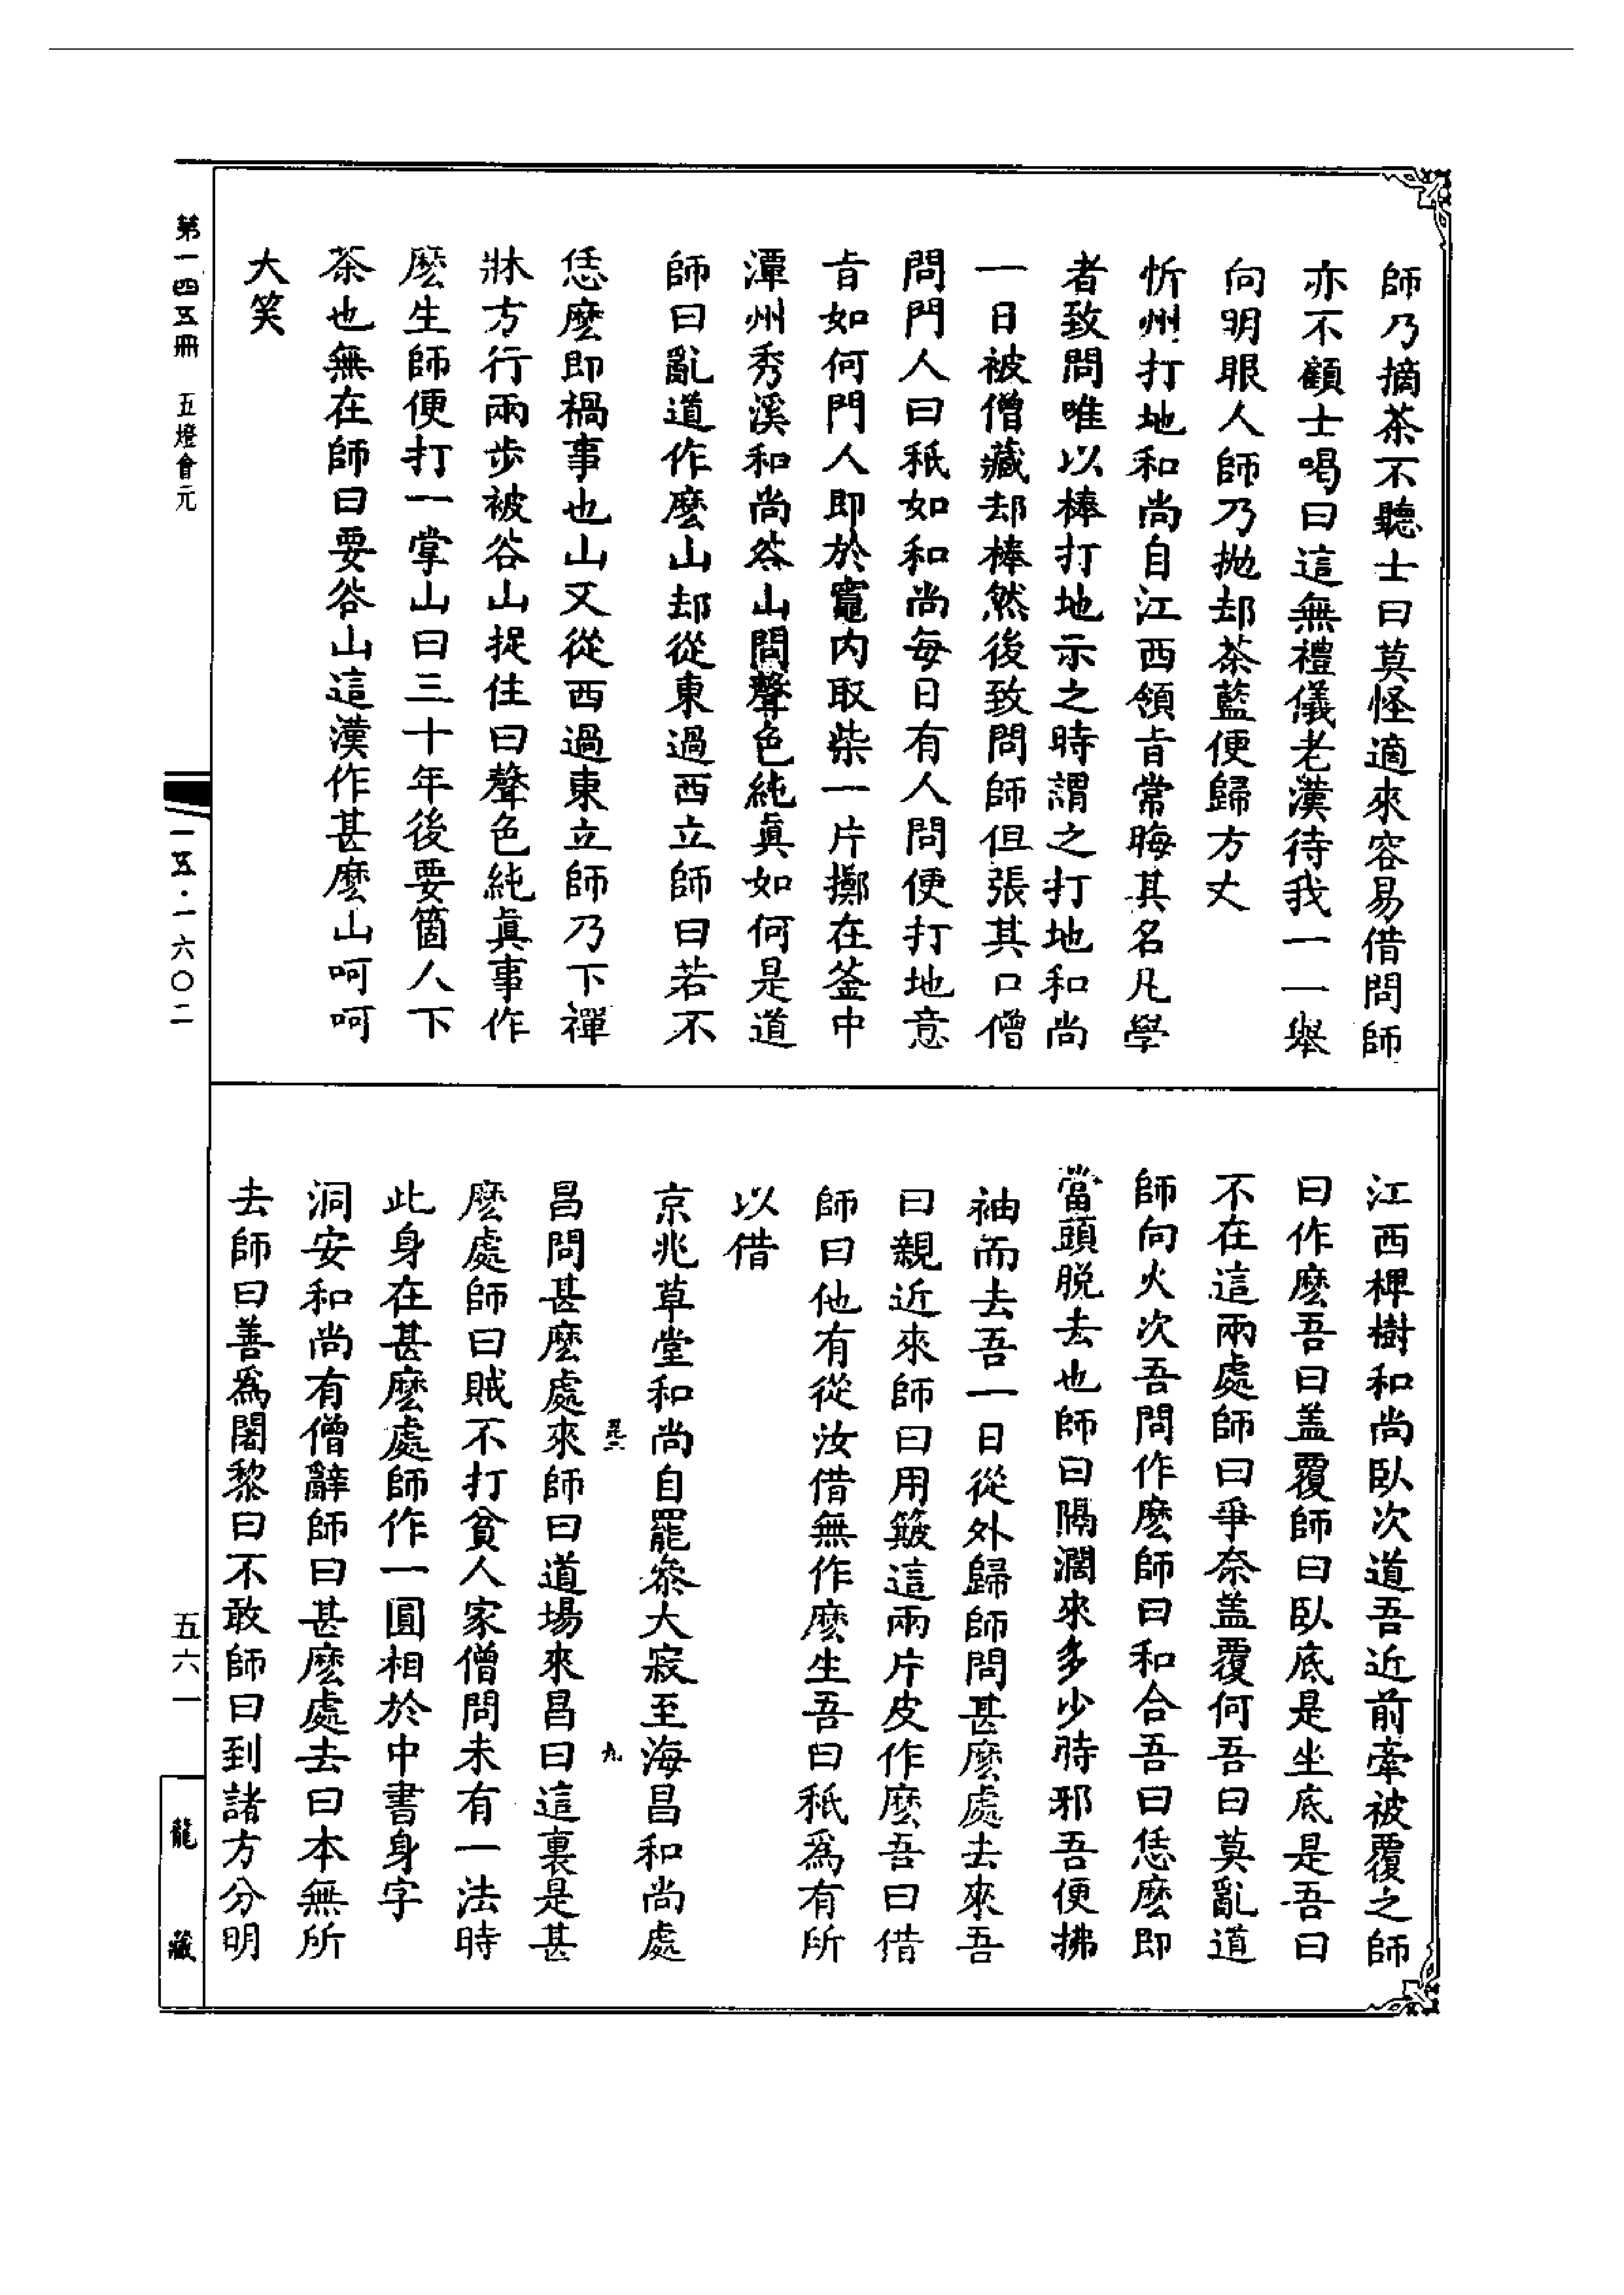 師乃摘茶不聽士曰莫怪適來容易借問師
亦不顧士喝曰這無禮儀老漢待我一一舉
向明眼人師乃拋却茶籃便歸方丈
忻州打地和尚自江西領旨常晦其名凡學
者致問唯以棒打地示之時謂之打地和尚
一日被僧藏却棒然後致問師但張其口僧
問門人曰秖如和尚每日有人問便打地意
旨如何門人即於竈內取柴一片擲在釜中
潭州秀溪和尚谷山問聲色純眞如何是道
師曰亂道作麽山却從東過西立師曰若不
恁麽即禍事也山又從西過東立師乃下禪
牀方行兩步被谷山捉住曰聲色純眞事作
麽生師便打一掌山曰三十年後要箇人下
茶也無在師曰要谷山這漢作甚麽山呵呵
大笑
江西椑樹和尚臥次道吾近前牽被覆之師
曰作麽吾曰盖覆師曰臥底是坐底是吾曰
不在這兩處師曰爭奈盖覆何吾曰莫亂道
師向火次吾問作麽師曰和合吾曰恁麽即
當頭脫去也師曰隔濶來多少時邪吾便拂
袖而去吾一日從外歸師問甚麽處去來吾
曰親近來師曰用簸這兩片皮作麽吾曰借
師曰他有從汝借無作麽生吾曰秖爲有所
以借
京兆草堂和尚自罷叅大寂至海昌和尚處
昌問甚麽處來師曰道場來昌曰這裏是甚
麽處師曰賊不打貧人家僧問未有一法時
此身在甚麽處師作一圓相於中書身字
洞安和尚有僧辭師曰甚麽處去曰本無所
去師曰善爲闍黎曰不敢師曰到諸方分明
九
第一四五冊 五燈會元
一五·一六〇二
五六一
龍藏